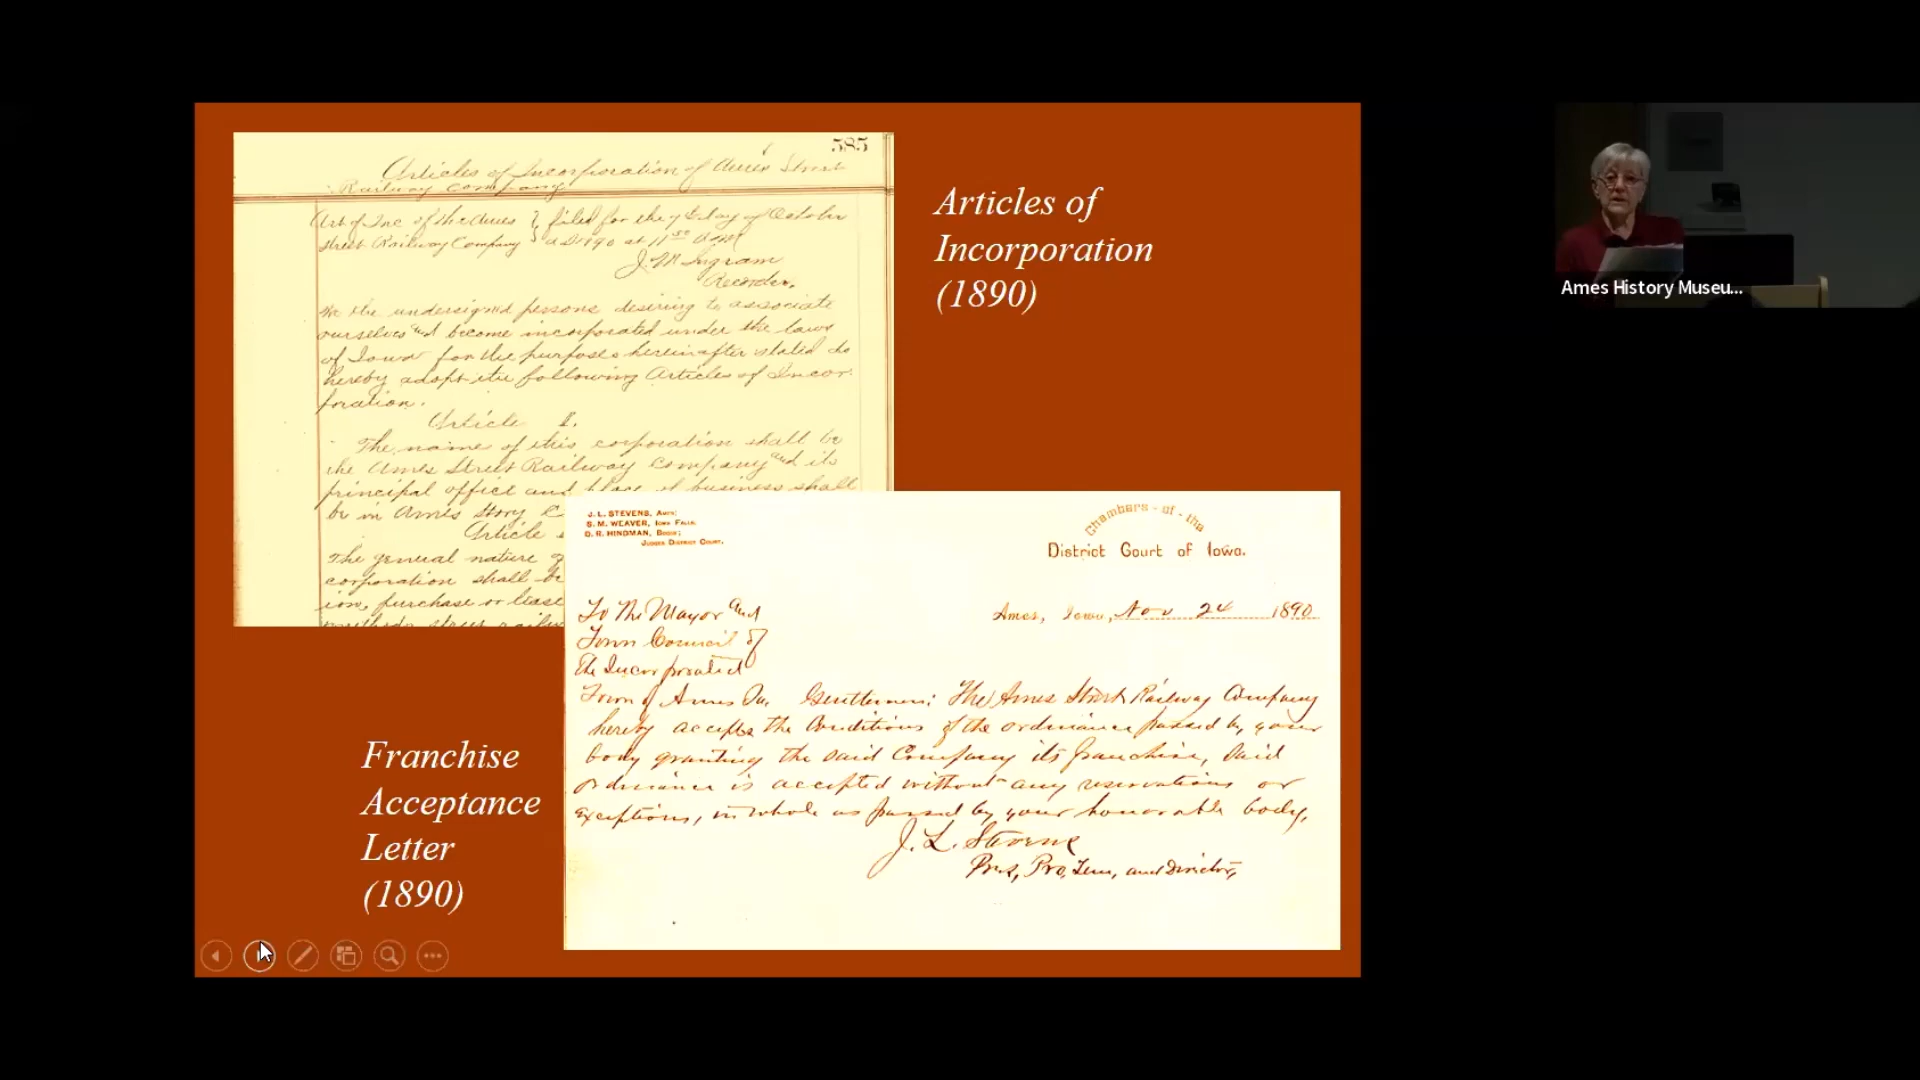 585
Articles of Incorporation of Ames Street
Railway Company
Art of Inc of the Ames } filed for the 7th day of October
Street Railway Company } A.D. 1890 at 11 30 A.M.
J. M. Ingram
Recorder.
We the undersigned persons desiring to associate
ourselves and become incorporated under the laws
of Iowa for the purposes hereinafter stated do
hereby adopt the following Articles of Incor-
poration.
Article I.
The name of this corporation shall be
the Ames Street Railway Company and its
principal office and place of business shall
be in Ames Story
Article
The general nature
corporation shall be
ion, purchase or lease
Articles of
Incorporation
(1890)
J. L. STEVENS, Ames;
S. M. WEAVER, Iowa Falls;
D. R. HINDMAN, Boone;
Judges District Court.
Chambers-of-the
District Court of Iowa.
Ames, Iowa, Nov 24 1890
To The Mayor and
Town Council of
The Incorporated
Town of Ames Ia. Gentlemen: The Ames Street Railway Company
hereby accepts the conditions of the ordinance passed by your
body granting the said Company its franchise, Said
ordinance is accepted without any reservations or
exceptions, in whole as passed by your honorable body.
J. L. Stevens
Pres, Pro, Tem, and Director,
Franchise
Acceptance
Letter
(1890)
Ames History Museu...